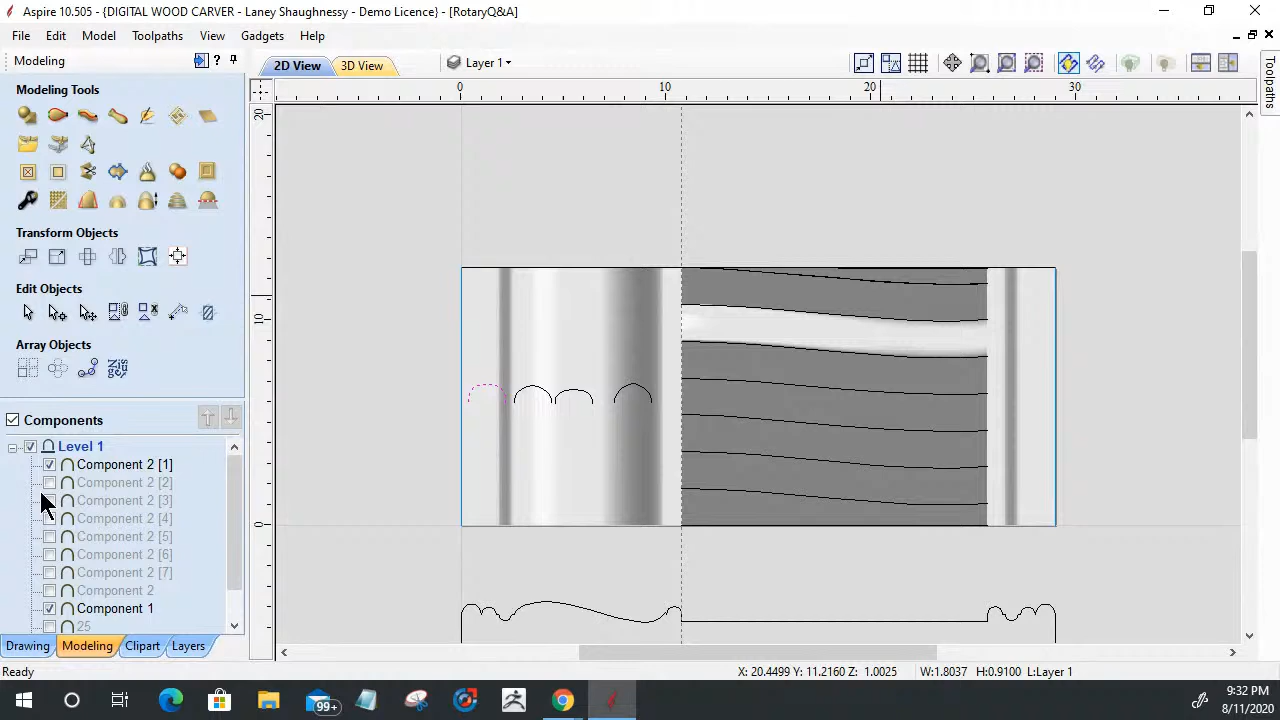 Aspire 10.505 - {DIGITAL WOOD CARVER - Laney Shaughnessy - Demo Licence} - [RotaryQ&A]
File Edit Model Toolpaths View Gadgets Help
Modeling
?
2D View 3D View Layer 1
Toolpaths
Modeling Tools
0 10 20 30
20
10
0
Transform Objects
Edit Objects
Array Objects
Components
Level 1
Component 2 [1]
Component 2 [2]
Component 2 [3]
Component 2 [4]
Component 2 [5]
Component 2 [6]
Component 2 [7]
Component 2
Component 1
25
Drawing Modeling Clipart Layers
Ready X: 20.4499 Y: 11.2160 Z: 1.0025 W:1.8037 H:0.9100 L:Layer 1
99+
9:32 PM
8/11/2020